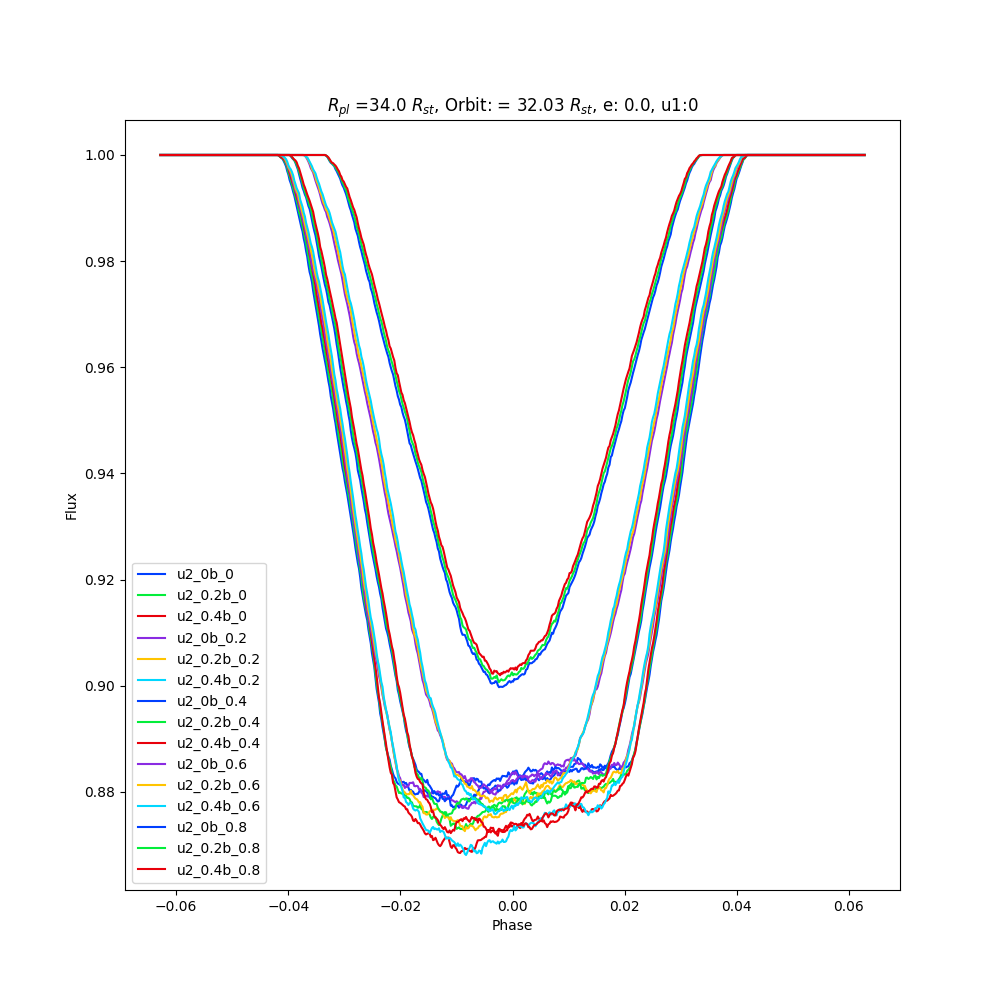 R_pl =34.0 R_st, Orbit: = 32.03 R_st, e: 0.0, u1:0
1.00
0.98
0.96
0.94
0.92
0.90
0.88
Flux
u2_0b_0
u2_0.2b_0
u2_0.4b_0
u2_0b_0.2
u2_0.2b_0.2
u2_0.4b_0.2
u2_0b_0.4
u2_0.2b_0.4
u2_0.4b_0.4
u2_0b_0.6
u2_0.2b_0.6
u2_0.4b_0.6
u2_0b_0.8
u2_0.2b_0.8
u2_0.4b_0.8
−0.06 −0.04 −0.02 0.00 0.02 0.04 0.06
Phase